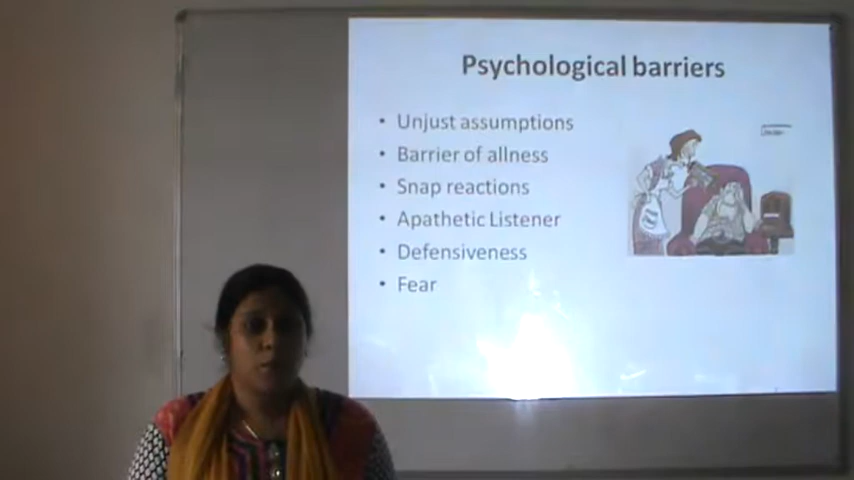 Psychological barriers
• Unjust assumptions
• Barrier of allness
• Snap reactions
• Apathetic Listener
• Defensiveness
• Fear